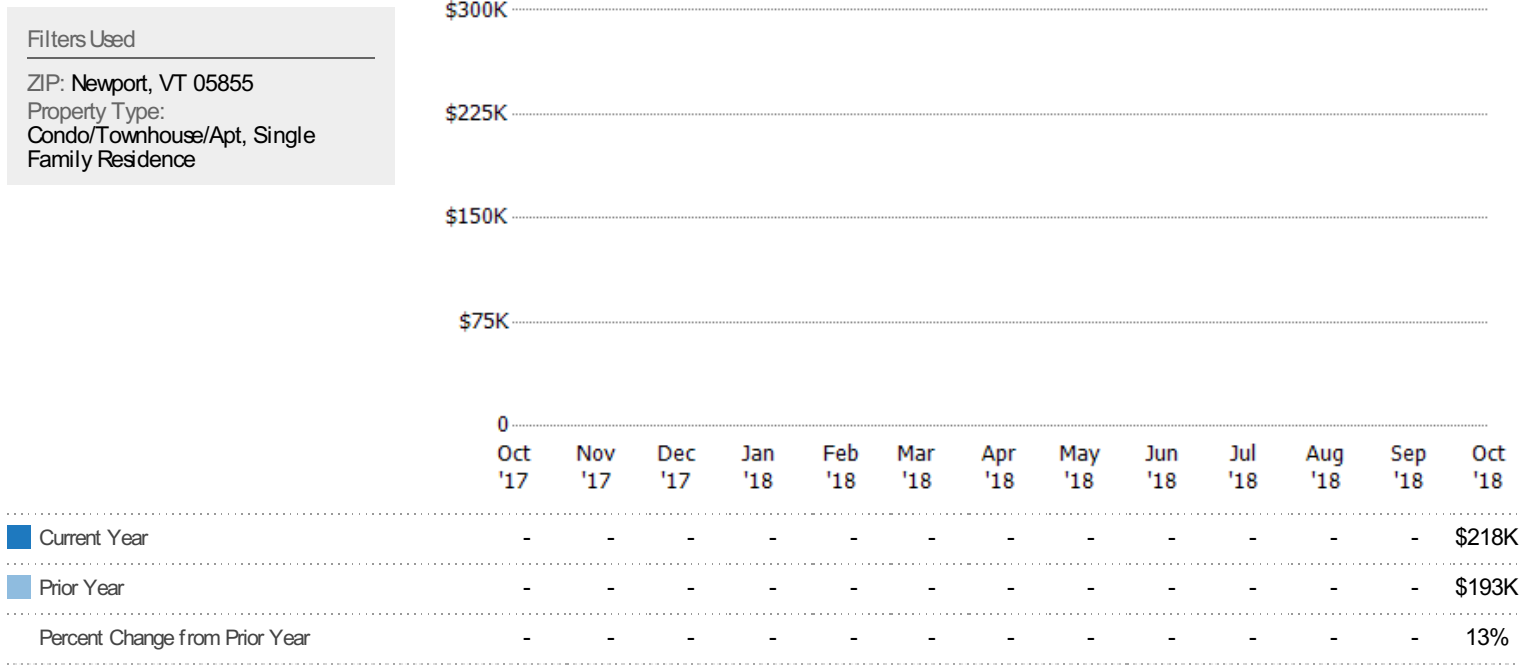 Filters Used
ZIP: Newport, VT 05855
Property Type:
Condo/Townhouse/Apt, Single
Family Residence
$300K
$225K
$150K
$75K
0
Oct Nov Dec Jan Feb Mar Apr May Jun Jul Aug Sep Oct
'17 '17 '17 '18 '18 '18 '18 '18 '18 '18 '18 '18 '18
Current Year - - - - - - - - - - - - $218K
Prior Year - - - - - - - - - - - - $193K
Percent Change from Prior Year - - - - - - - - - - - - 13%